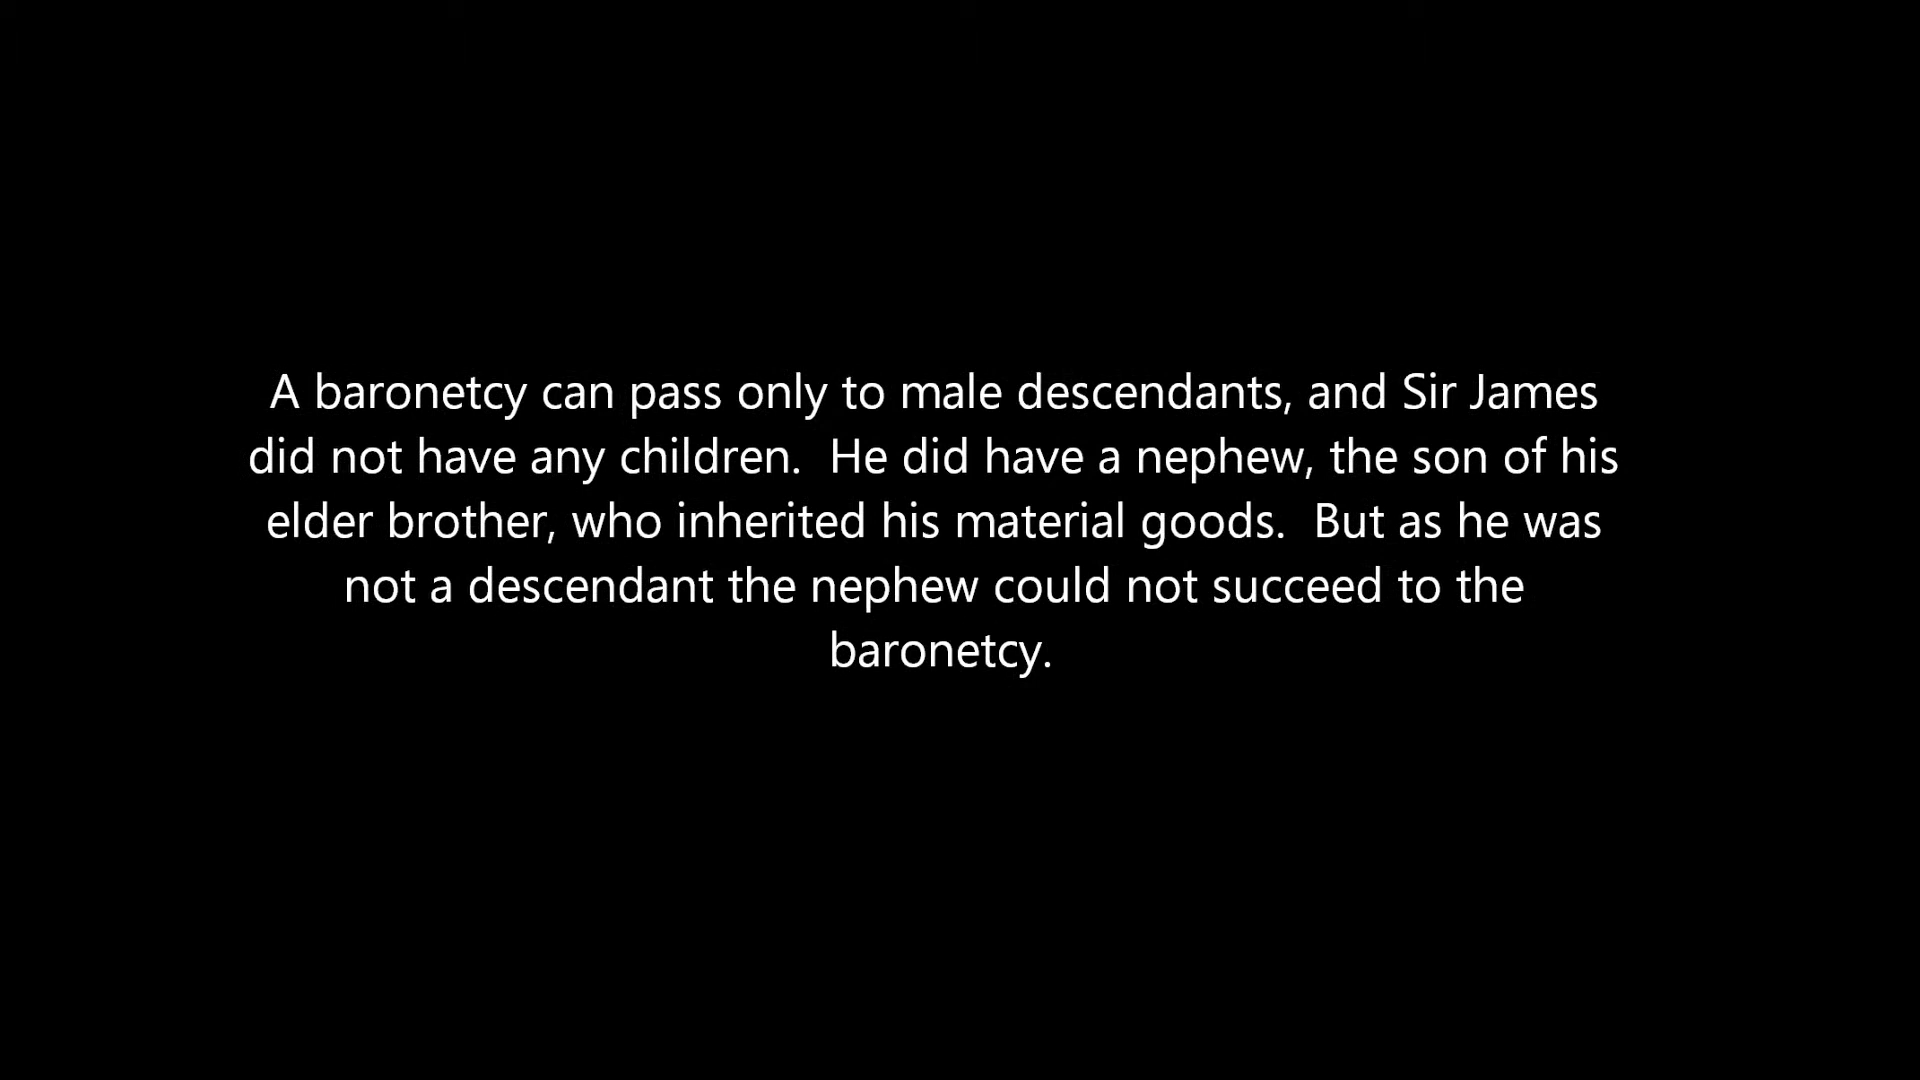 A baronetcy can pass only to male descendants, and Sir James
did not have any children.  He did have a nephew, the son of his
elder brother, who inherited his material goods.  But as he was
not a descendant the nephew could not succeed to the
baronetcy.